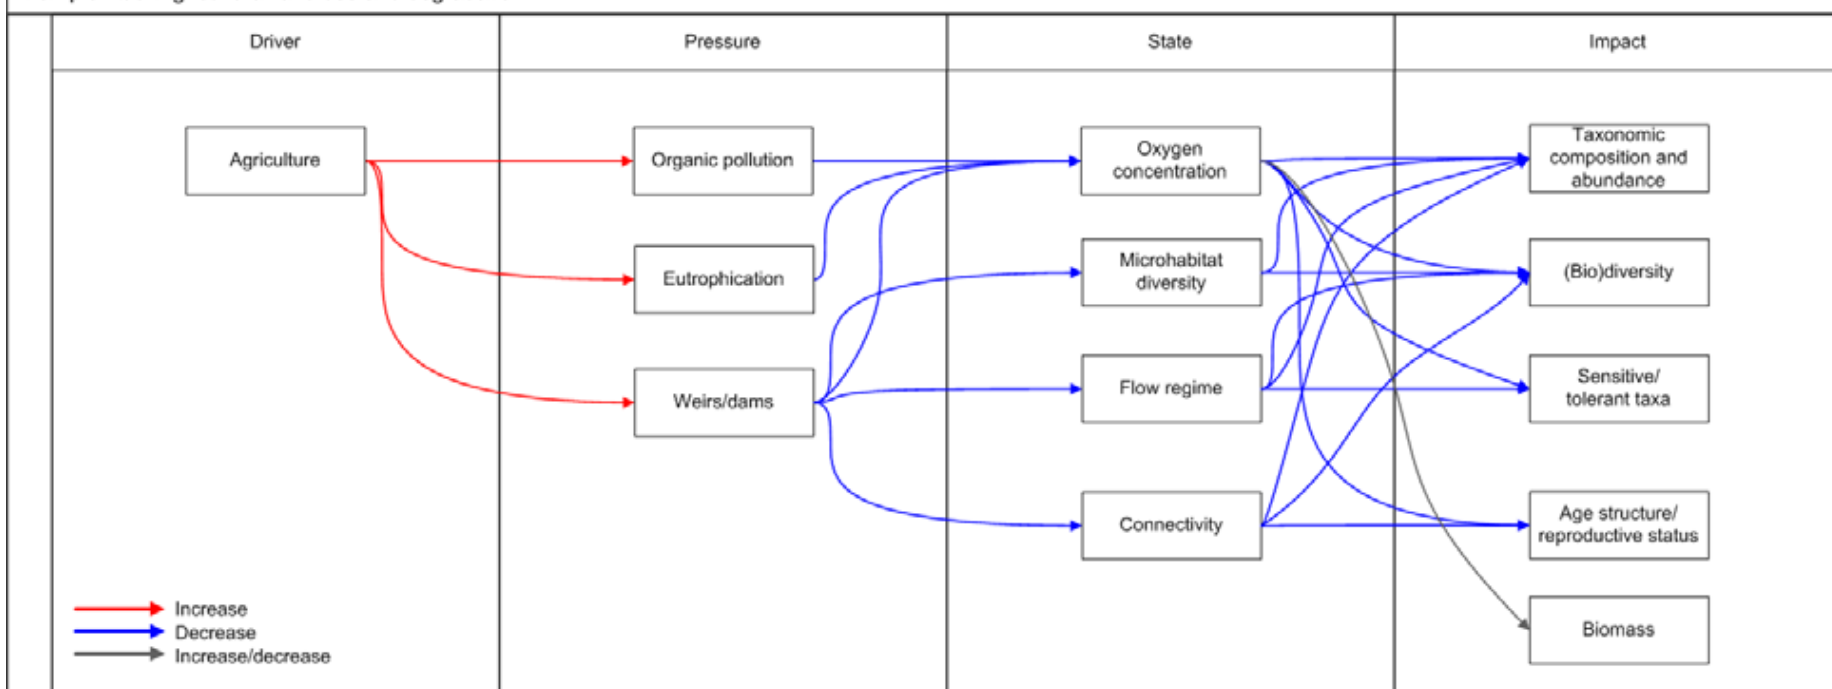 Driver
Pressure
State
Impact
Agriculture
Organic pollution
Eutrophication
Weirs/dams
Oxygen
concentration
Microhabitat
diversity
Flow regime
Connectivity
Taxonomic
composition and
abundance
(Bio)diversity
Sensitive/
tolerant taxa
Age structure/
reproductive status
Biomass
Increase
Decrease
Increase/decrease